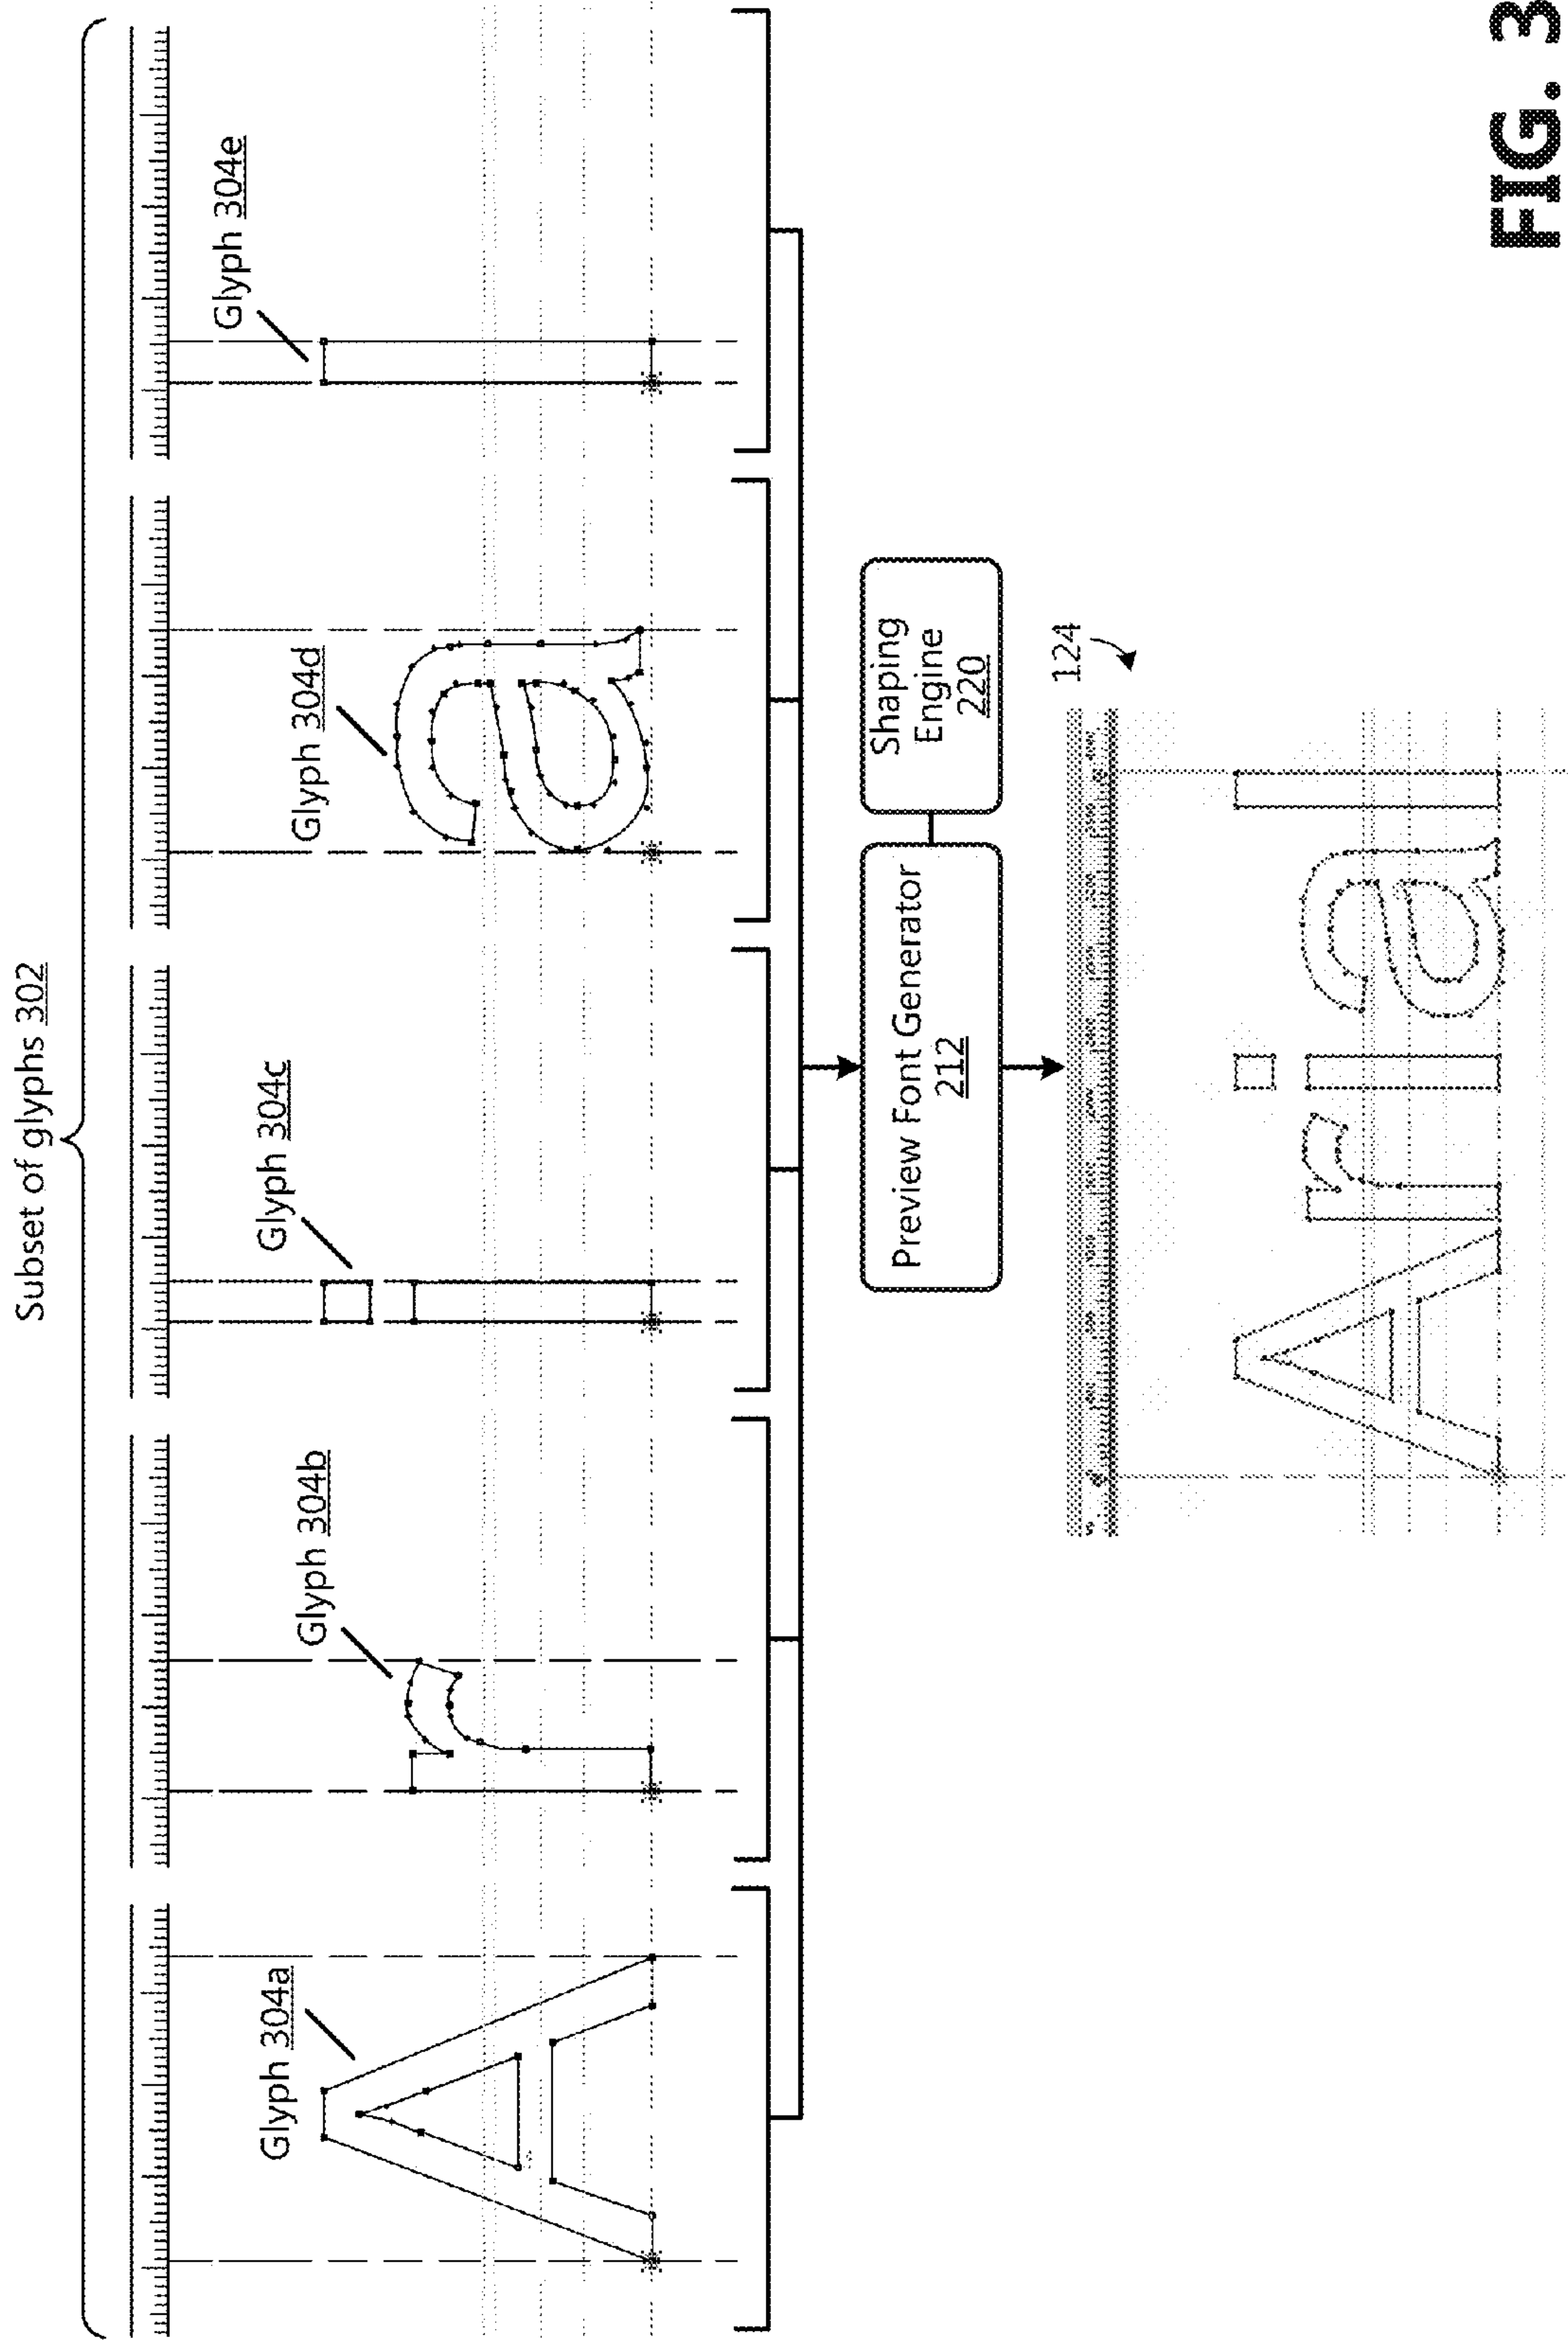 Subset of glyphs 302
Glyph 304a
Glyph 304b
Glyph 304c
Glyph 304d
Glyph 304e
A
r
i
a
l
Preview Font Generator
212
Shaping
Engine
220
124
Arial
FIG. 3